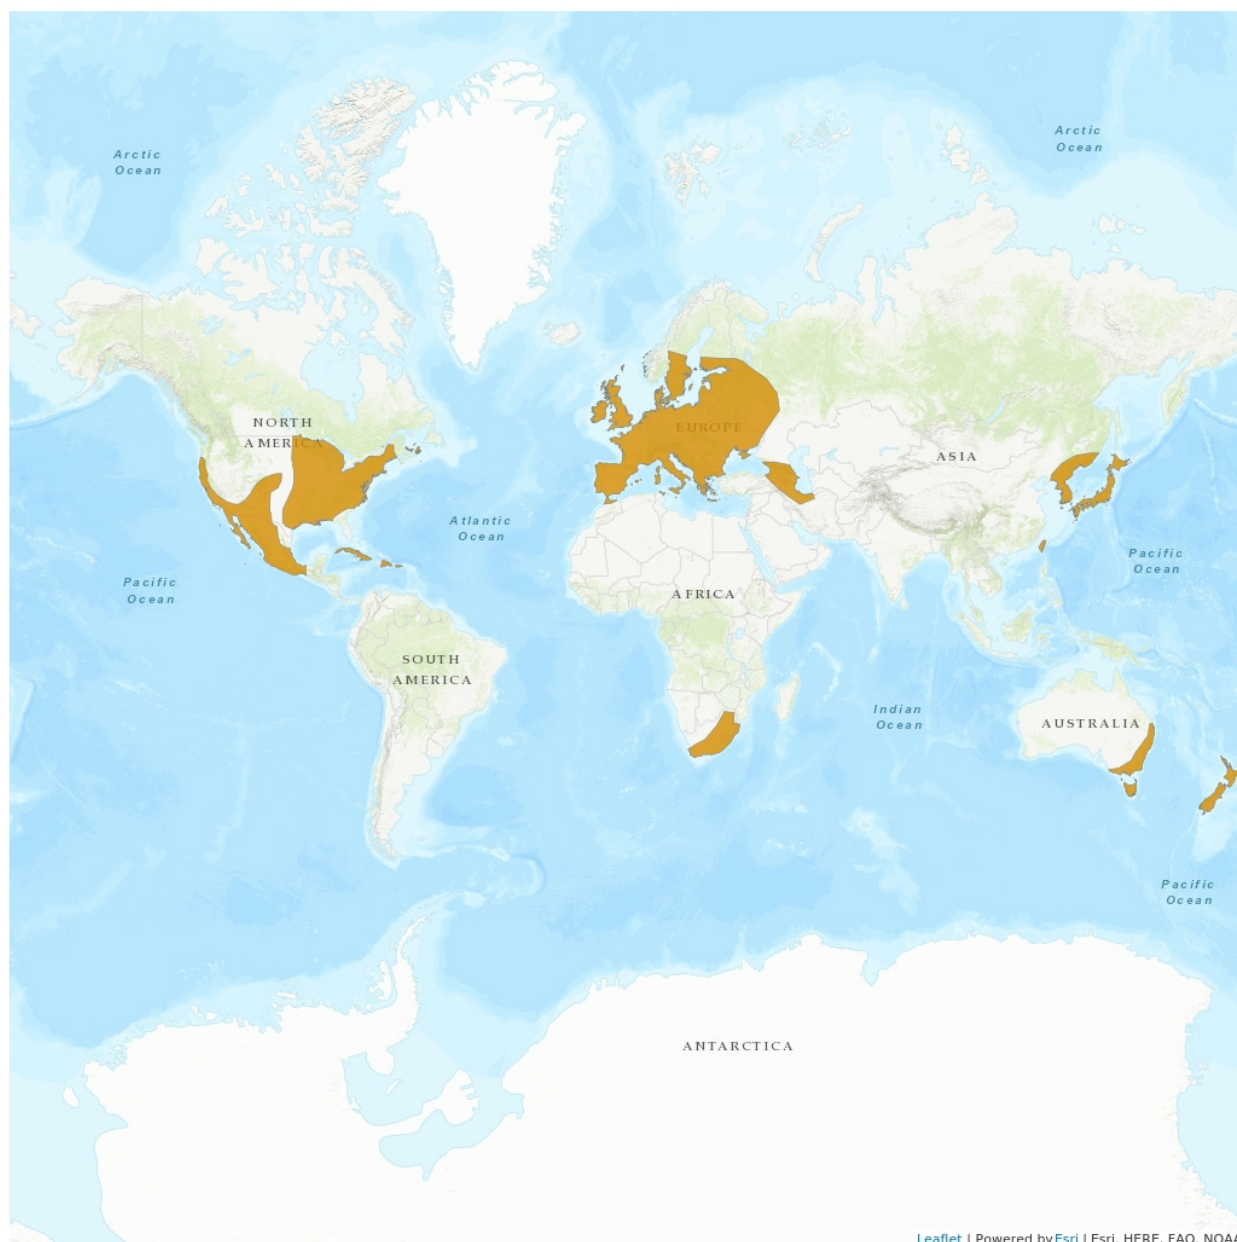 Arctic
Ocean
Arctic
Ocean
NORTH
AMERICA
EUROPE
ASIA
Atlantic
Ocean
Pacific
Ocean
Pacific
Ocean
AFRICA
SOUTH
AMERICA
Indian
Ocean
AUSTRALIA
Pacific
Ocean
ANTARCTICA
Leaflet | Powered by Esri | Esri, HERE, FAO, NOAA